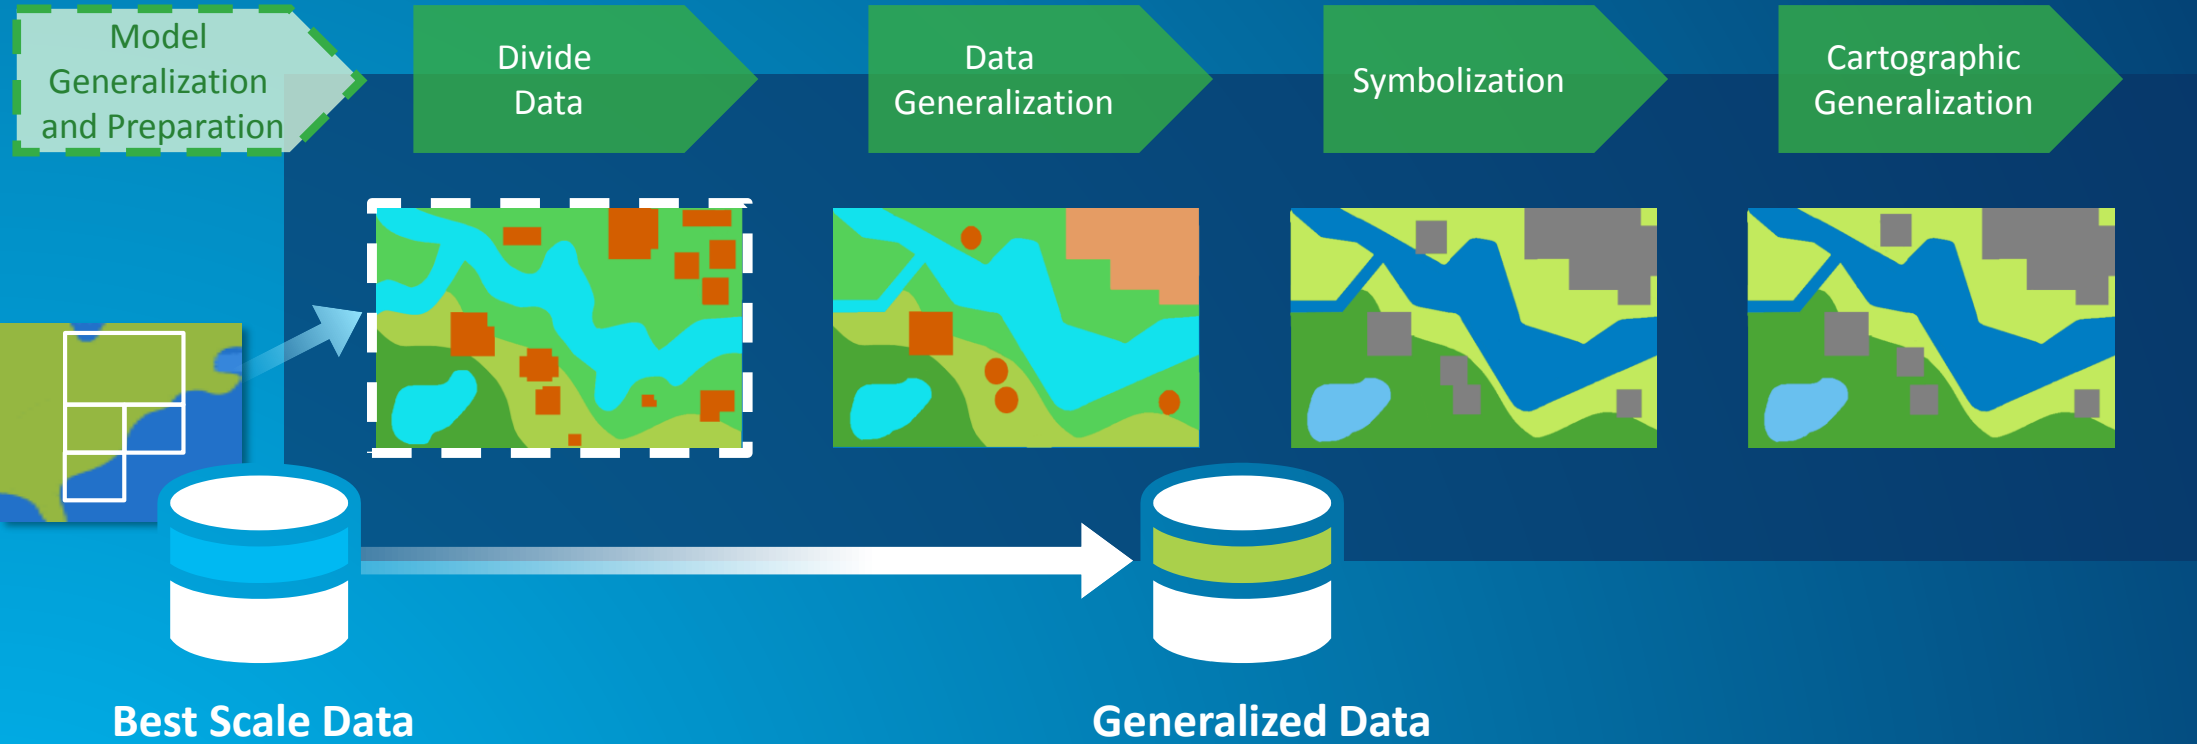 Model
Generalization
and Preparation
Divide
Data
Data
Generalization
Symbolization
Cartographic
Generalization
Best Scale Data
Generalized Data